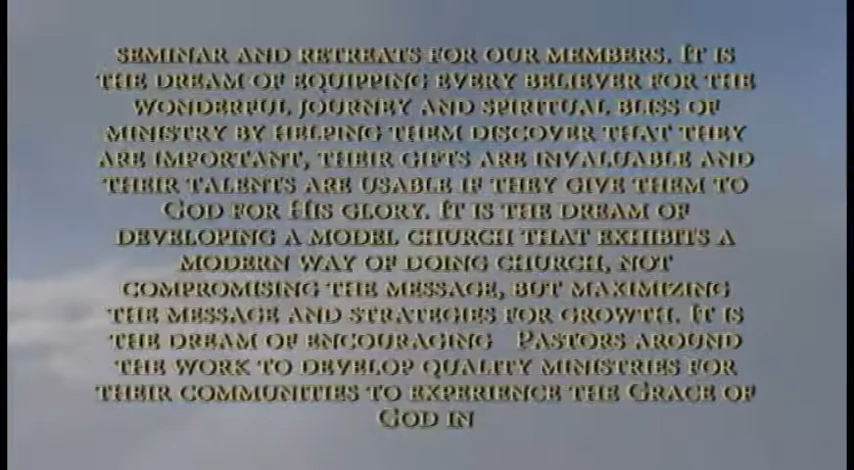 SEMINAR AND RETREATS FOR OUR MEMBERS. IT IS
THE DREAM OF EQUIPPING EVERY BELIEVER FOR THE
WONDERFUL JOURNEY AND SPIRITUAL BLISS OF
MINISTRY BY HELPING THEM DISCOVER THAT THEY
ARE IMPORTANT, THEIR GIFTS ARE INVALUABLE AND
THEIR TALENTS ARE USABLE IF THEY GIVE THEM TO
GOD FOR HIS GLORY. IT IS THE DREAM OF
DEVELOPING A MODEL CHURCH THAT EXHIBITS A
MODERN WAY OF DOING CHURCH, NOT
COMPROMISING THE MESSAGE, BUT MAXIMIZING
THE MESSAGE AND STRATEGIES FOR GROWTH. IT IS
THE DREAM OF ENCOURAGING PASTORS AROUND
THE WORK TO DEVELOP QUALITY MINISTRIES FOR
THEIR COMMUNITIES TO EXPERIENCE THE GRACE OF
GOD IN